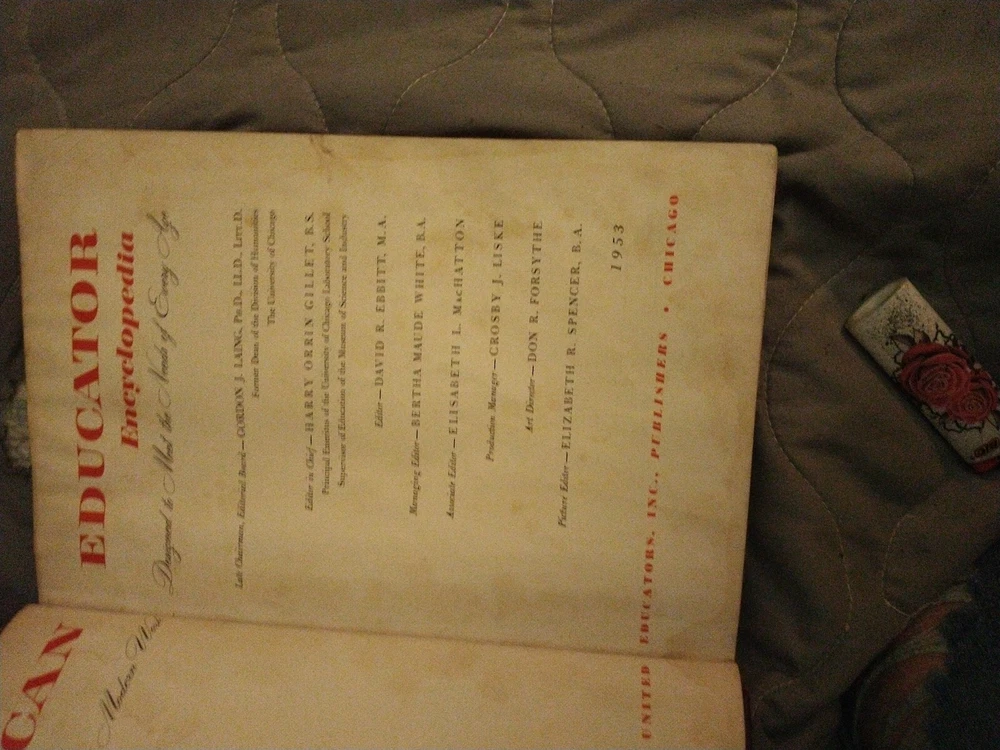 CAN EDUCATOR
Encyclopedia
Modern Designed to Meet the Needs of Every Age
Late Chairman, Editorial Board—GORDON J. LAING, PH.D., LL.D., LITT.D.
Former Dean of the Division of Humanities
The University of Chicago
Editor in Chief—HARRY ORRIN GILLET, B.S.
Principal Emeritus of the University of Chicago Laboratory School
Supervisor of Education of the Museum of Science and Industry
Editor—DAVID R. EBBITT, M.A.
Managing Editor—BERTHA MAUDE WHITE, B.A.
Associate Editor—ELISABETH L. MacHATTON
Production Manager—CROSBY J. LISKE
Art Director—DON R. FORSYTHE
Picture Editor—ELIZABETH R. SPENCER, B.A.
1953
UNITED EDUCATORS, INC., PUBLISHERS • CHICAGO